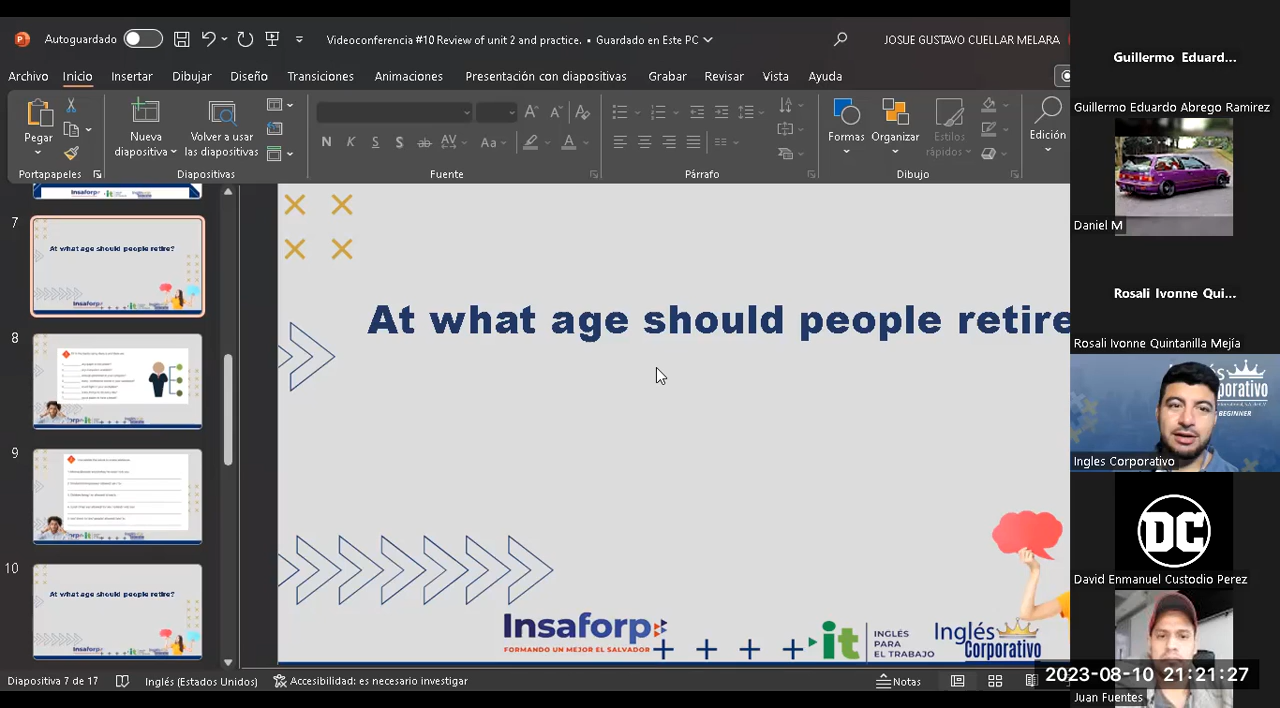 Autoguardado
Videoconferencia #10 Review of unit 2 and practice. • Guardado en Este PC
JOSUE GUSTAVO CUELLAR MELARA
Archivo Inicio Insertar Dibujar Diseño Transiciones Animaciones Presentación con diapositivas Grabar Revisar Vista Ayuda
Pegar
Nueva diapositiva
Volver a usar las diapositivas
Formas
Organizar
Estilos rápidos
Edición
Portapapeles
Diapositivas
Fuente
Párrafo
Dibujo
Insaforp
7
At what age should people retire?
Insaforp
8
9
10
At what age should people retire?
Insaforp
At what age should people retire
Insaforp
FORMANDO UN MEJOR EL SALVADOR
it
INGLÉS
PARA
EL TRABAJO
Inglés
Corporativo
Diapositiva 7 de 17
Inglés (Estados Unidos)
Accesibilidad: es necesario investigar
Notas
Guillermo Eduard...
Guillermo Eduardo Abrego Ramirez
Daniel M
Rosali Ivonne Qui...
Rosali Ivonne Quintanilla Mejía
BEGINNER
Ingles Corporativo
DC
David Enmanuel Custodio Perez
2023-08-10 21:21:27
Juan Fuentes